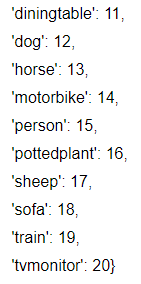 'diningtable': 11,
'dog': 12,
'horse': 13,
'motorbike': 14,
'person': 15,
'pottedplant': 16,
'sheep': 17,
'sofa': 18,
'train': 19,
'tvmonitor': 20}